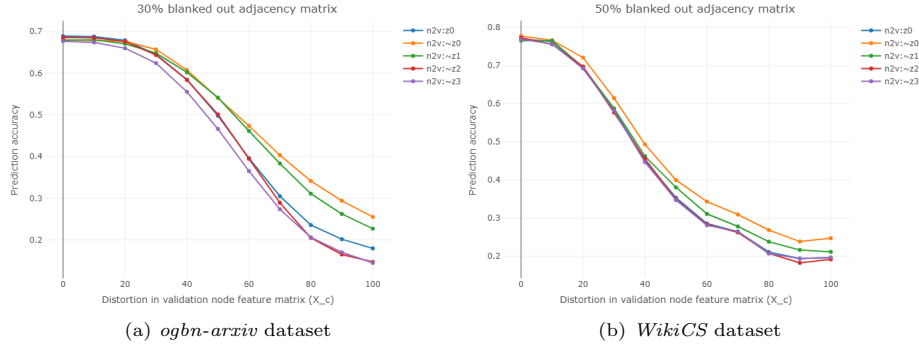 30% blanked out adjacency matrix
Prediction accuracy
0.7
0.6
0.5
0.4
0.3
0.2
0
20
40
60
80
100
Distortion in validation node feature matrix (X_c)
n2v:z0
n2v:~z0
n2v:~z1
n2v:~z2
n2v:~z3
(a) ogbn-arxiv dataset
50% blanked out adjacency matrix
Prediction accuracy
0.8
0.7
0.6
0.5
0.4
0.3
0.2
0
20
40
60
80
100
Distortion in validation node feature matrix (X_c)
n2v:z0
n2v:~z0
n2v:~z1
n2v:~z2
n2v:~z3
(b) WikiCS dataset